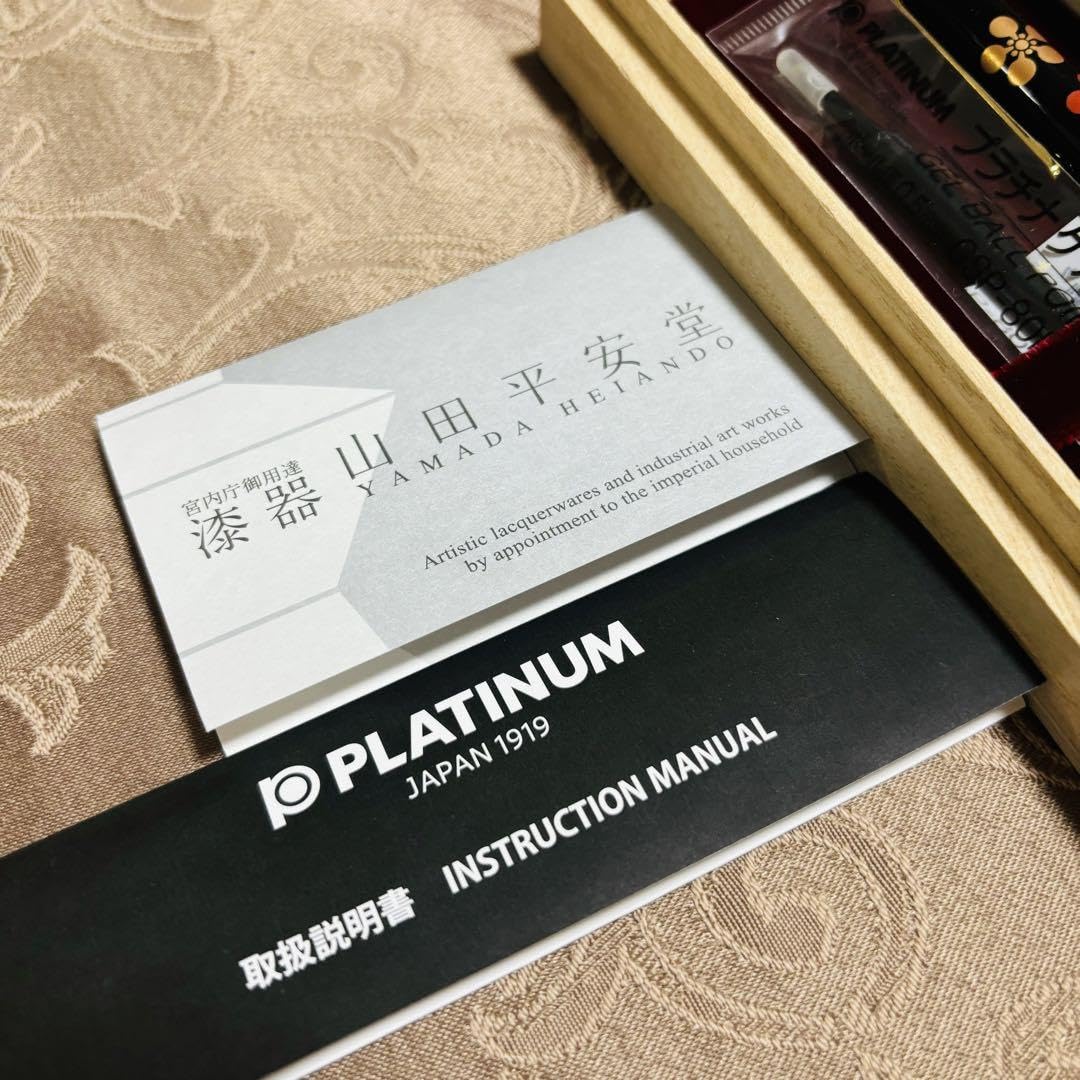 宮内庁御用達
漆器 山田平安堂
YAMADA HEIANDO
Artistic lacquerwares and industrial art works
by appointment to the imperial household
PLATINUM
JAPAN 1919
取扱説明書 INSTRUCTION MANUAL
PLATINUM プラチナ
GEL BALL